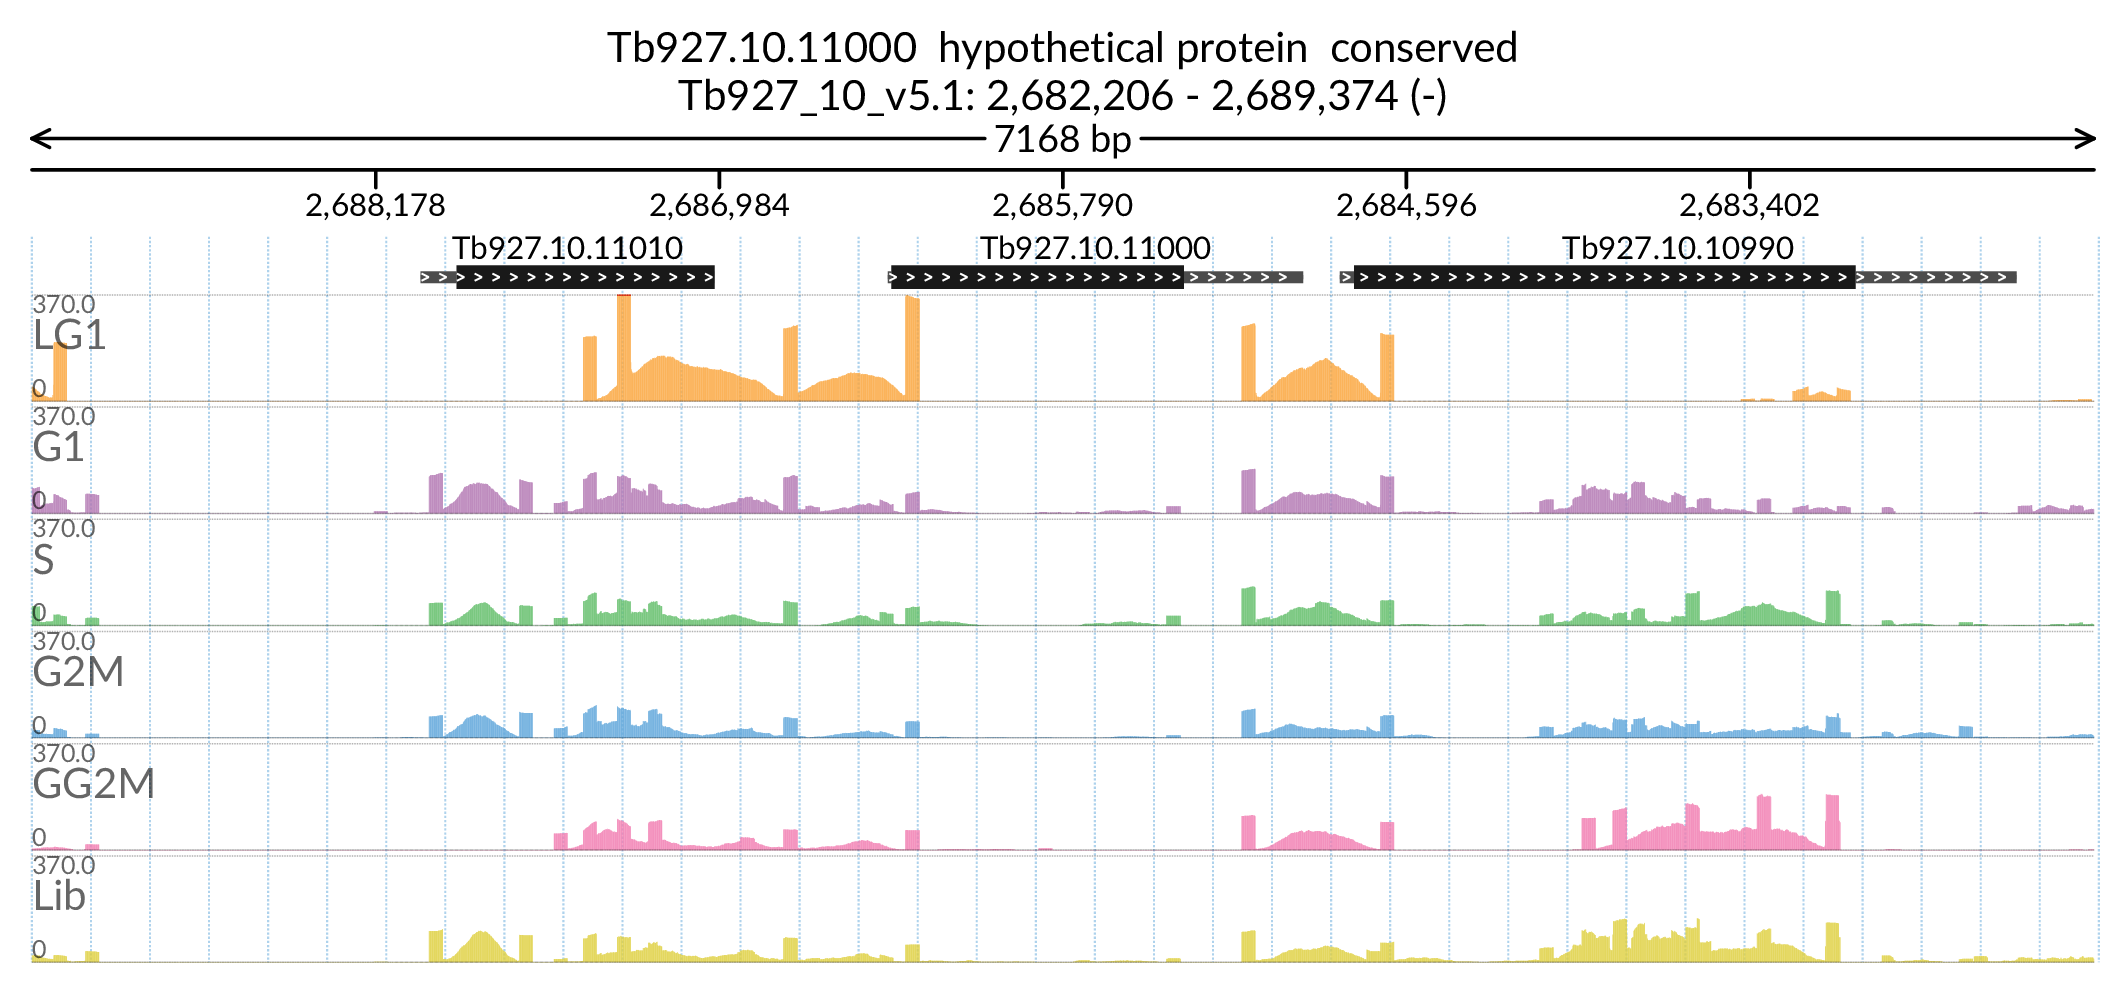 Tb927.10.11000  hypothetical protein  conserved
Tb927_10_v5.1: 2,682,206 - 2,689,374 (-)
7168 bp
2,688,178 2,686,984 2,685,790 2,684,596 2,683,402
Tb927.10.11010 Tb927.10.11000 Tb927.10.10990
370.0
LG1
0
370.0
G1
0
370.0
S
0
370.0
G2M
0
370.0
GG2M
0
370.0
Lib
0